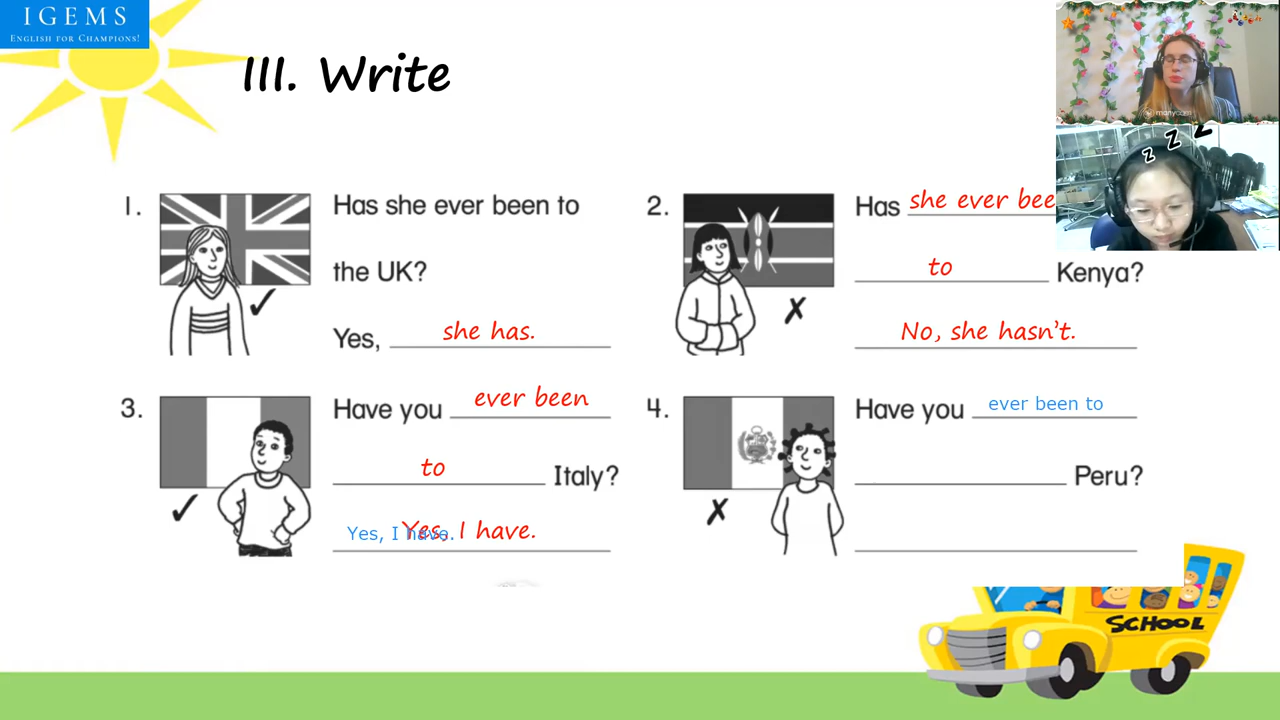 IGEMS
ENGLISH FOR CHAMPIONS!
III. Write
1. Has she ever been to
the UK?
Yes, she has.
2. Has she ever bee
to Kenya?
No, she hasn't.
3. Have you ever been
to Italy?
Yes, I have.
Yes, I have.
4. Have you ever been to
Peru?
SCHOOL
manycam
z z z